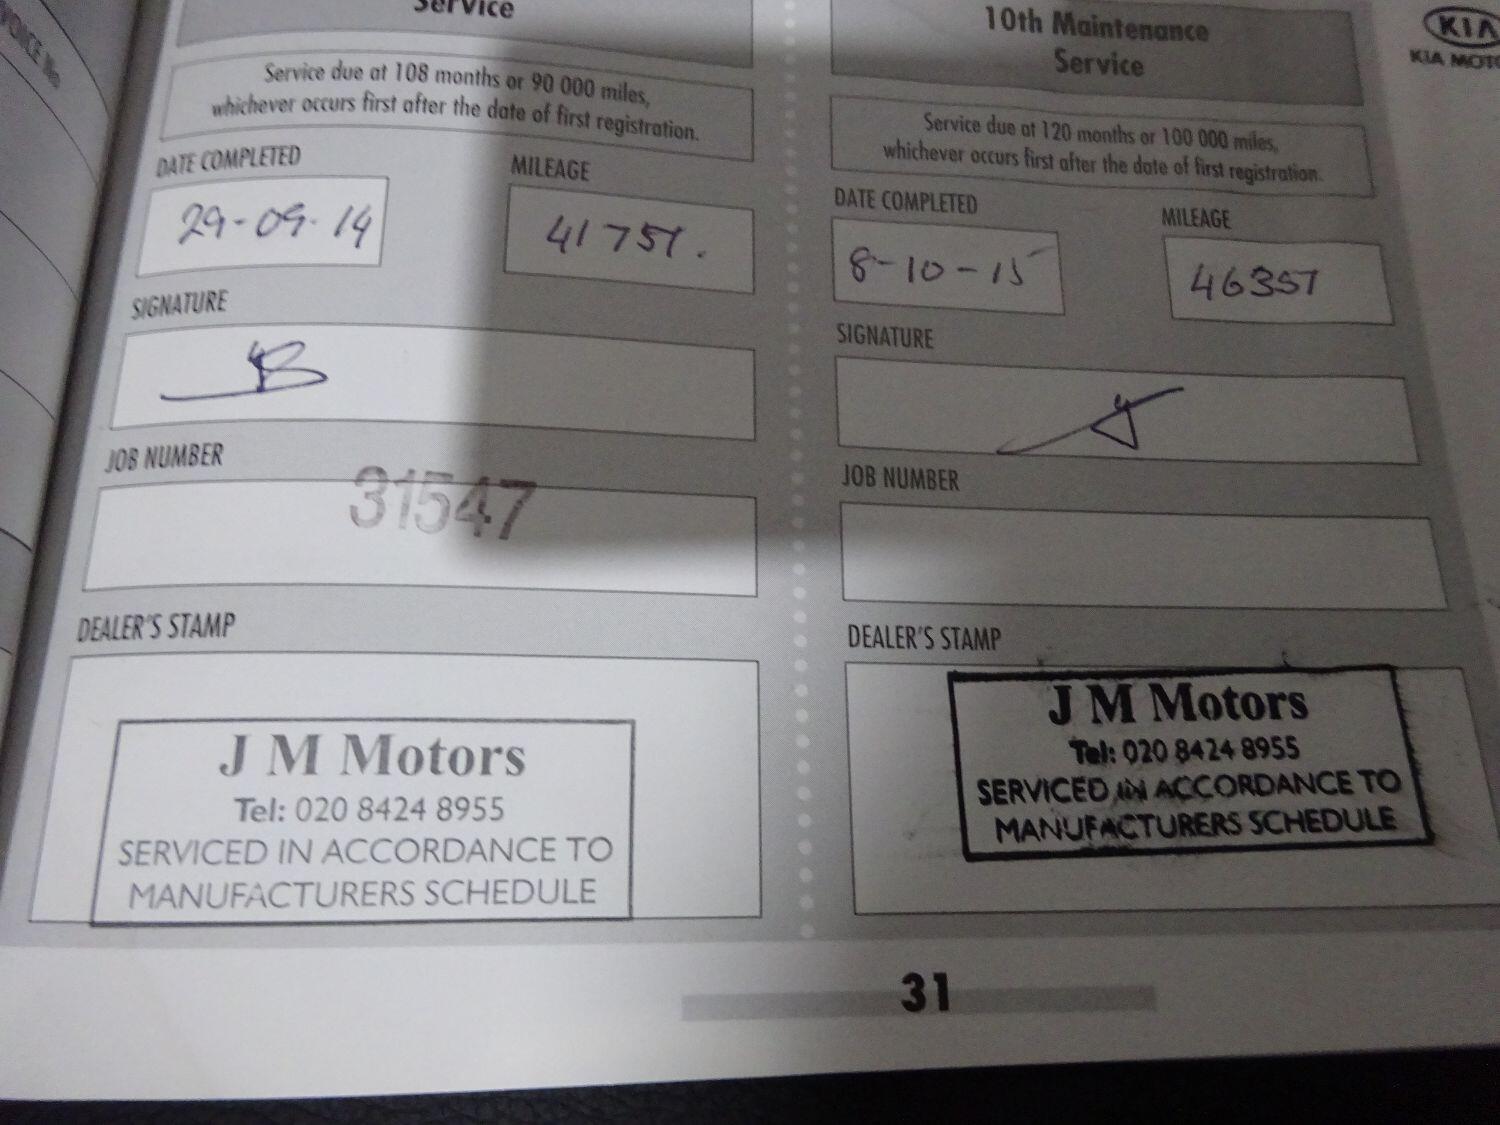 Service
Service due at 108 months or 90 000 miles,
whichever occurs first after the date of first registration.
DATE COMPLETED
MILEAGE
29-09-14
41751.
SIGNATURE
JOB NUMBER
31547
DEALER'S STAMP
J M Motors
Tel: 020 8424 8955
SERVICED IN ACCORDANCE TO
MANUFACTURERS SCHEDULE
10th Maintenance
Service
Service due at 120 months or 100 000 miles,
whichever occurs first after the date of first registration.
DATE COMPLETED
MILEAGE
8-10-15
46351
SIGNATURE
JOB NUMBER
DEALER'S STAMP
J M Motors
Tel: 020 8424 8955
SERVICED IN ACCORDANCE TO
MANUFACTURERS SCHEDULE
KIA
KIA
31